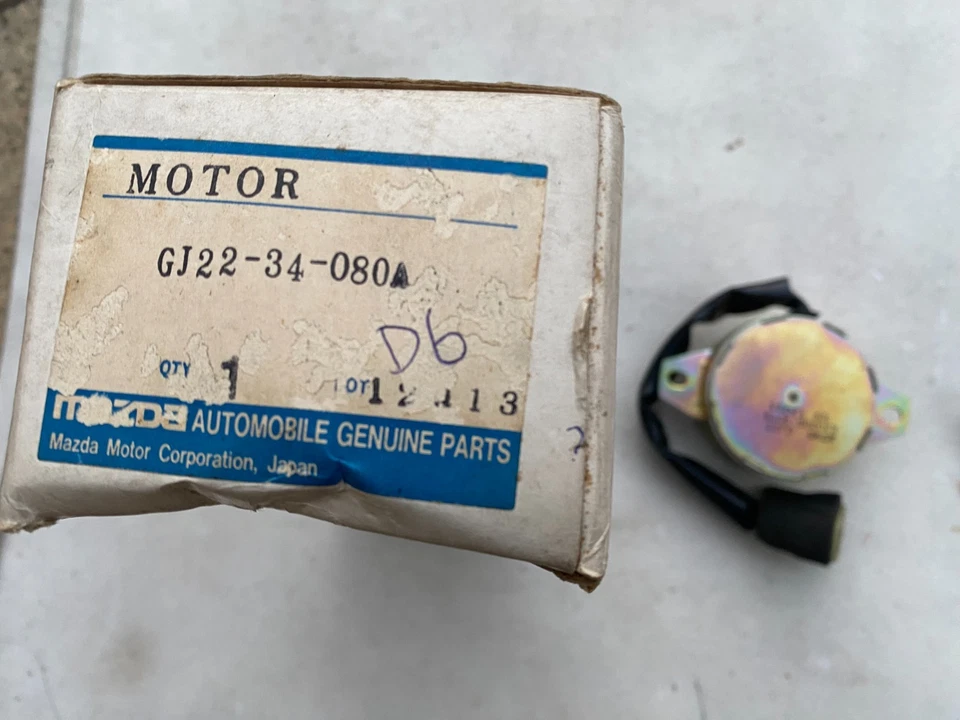 MOTOR
GJ22-34-080A
D6
QTY 1
mazda AUTOMOBILE GENUINE PARTS
Mazda Motor Corporation, Japan
?